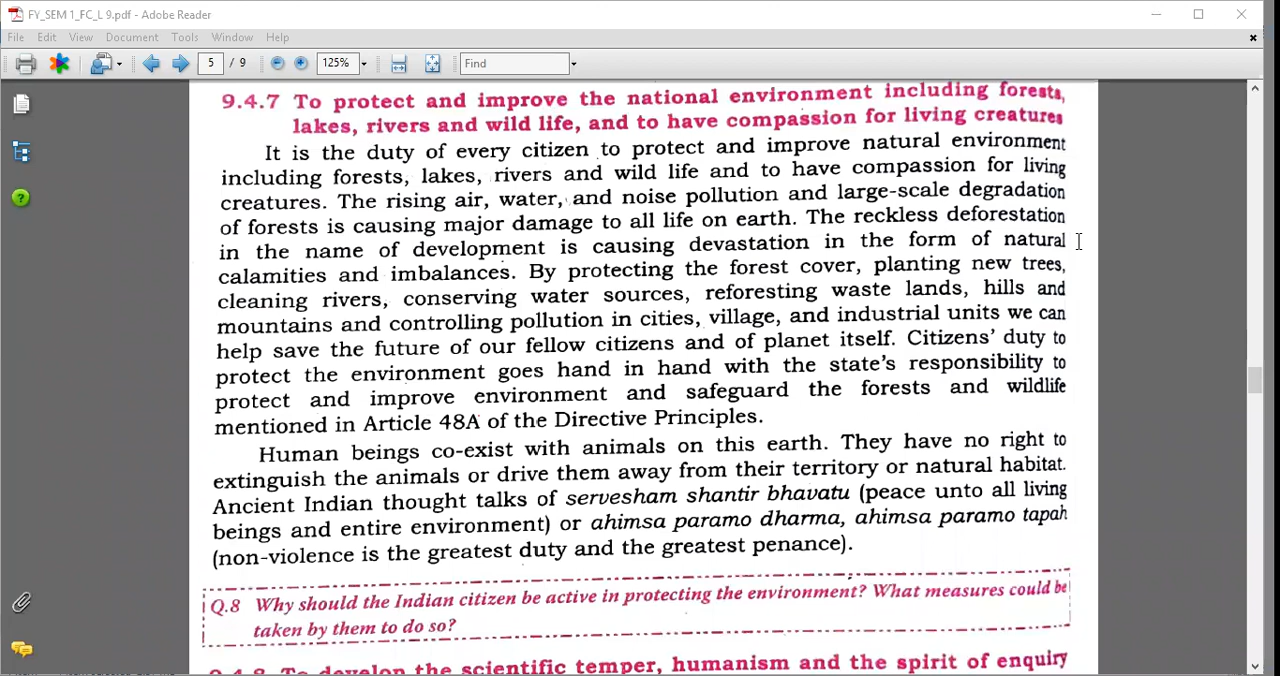 FY_SEM 1_FC_L 9.pdf - Adobe Reader
File Edit View Document Tools Window Help
5 / 9 125% Find
9.4.7 To protect and improve the national environment including forests,
lakes, rivers and wild life, and to have compassion for living creatures
It is the duty of every citizen to protect and improve natural environment
including forests, lakes, rivers and wild life and to have compassion for living
creatures. The rising air, water, and noise pollution and large-scale degradation
of forests is causing major damage to all life on earth. The reckless deforestation
in the name of development is causing devastation in the form of natural
calamities and imbalances. By protecting the forest cover, planting new trees,
cleaning rivers, conserving water sources, reforesting waste lands, hills and
mountains and controlling pollution in cities, village, and industrial units we can
help save the future of our fellow citizens and of planet itself. Citizens' duty to
protect the environment goes hand in hand with the state's responsibility to
protect and improve environment and safeguard the forests and wildlife
mentioned in Article 48A of the Directive Principles.
Human beings co-exist with animals on this earth. They have no right to
extinguish the animals or drive them away from their territory or natural habitat.
Ancient Indian thought talks of servesham shantir bhavatu (peace unto all living
beings and entire environment) or ahimsa paramo dharma, ahimsa paramo tapah
(non-violence is the greatest duty and the greatest penance).
Q.8 Why should the Indian citizen be active in protecting the environment? What measures could be
taken by them to do so?
9.4.8 To develop the scientific temper, humanism and the spirit of enquiry